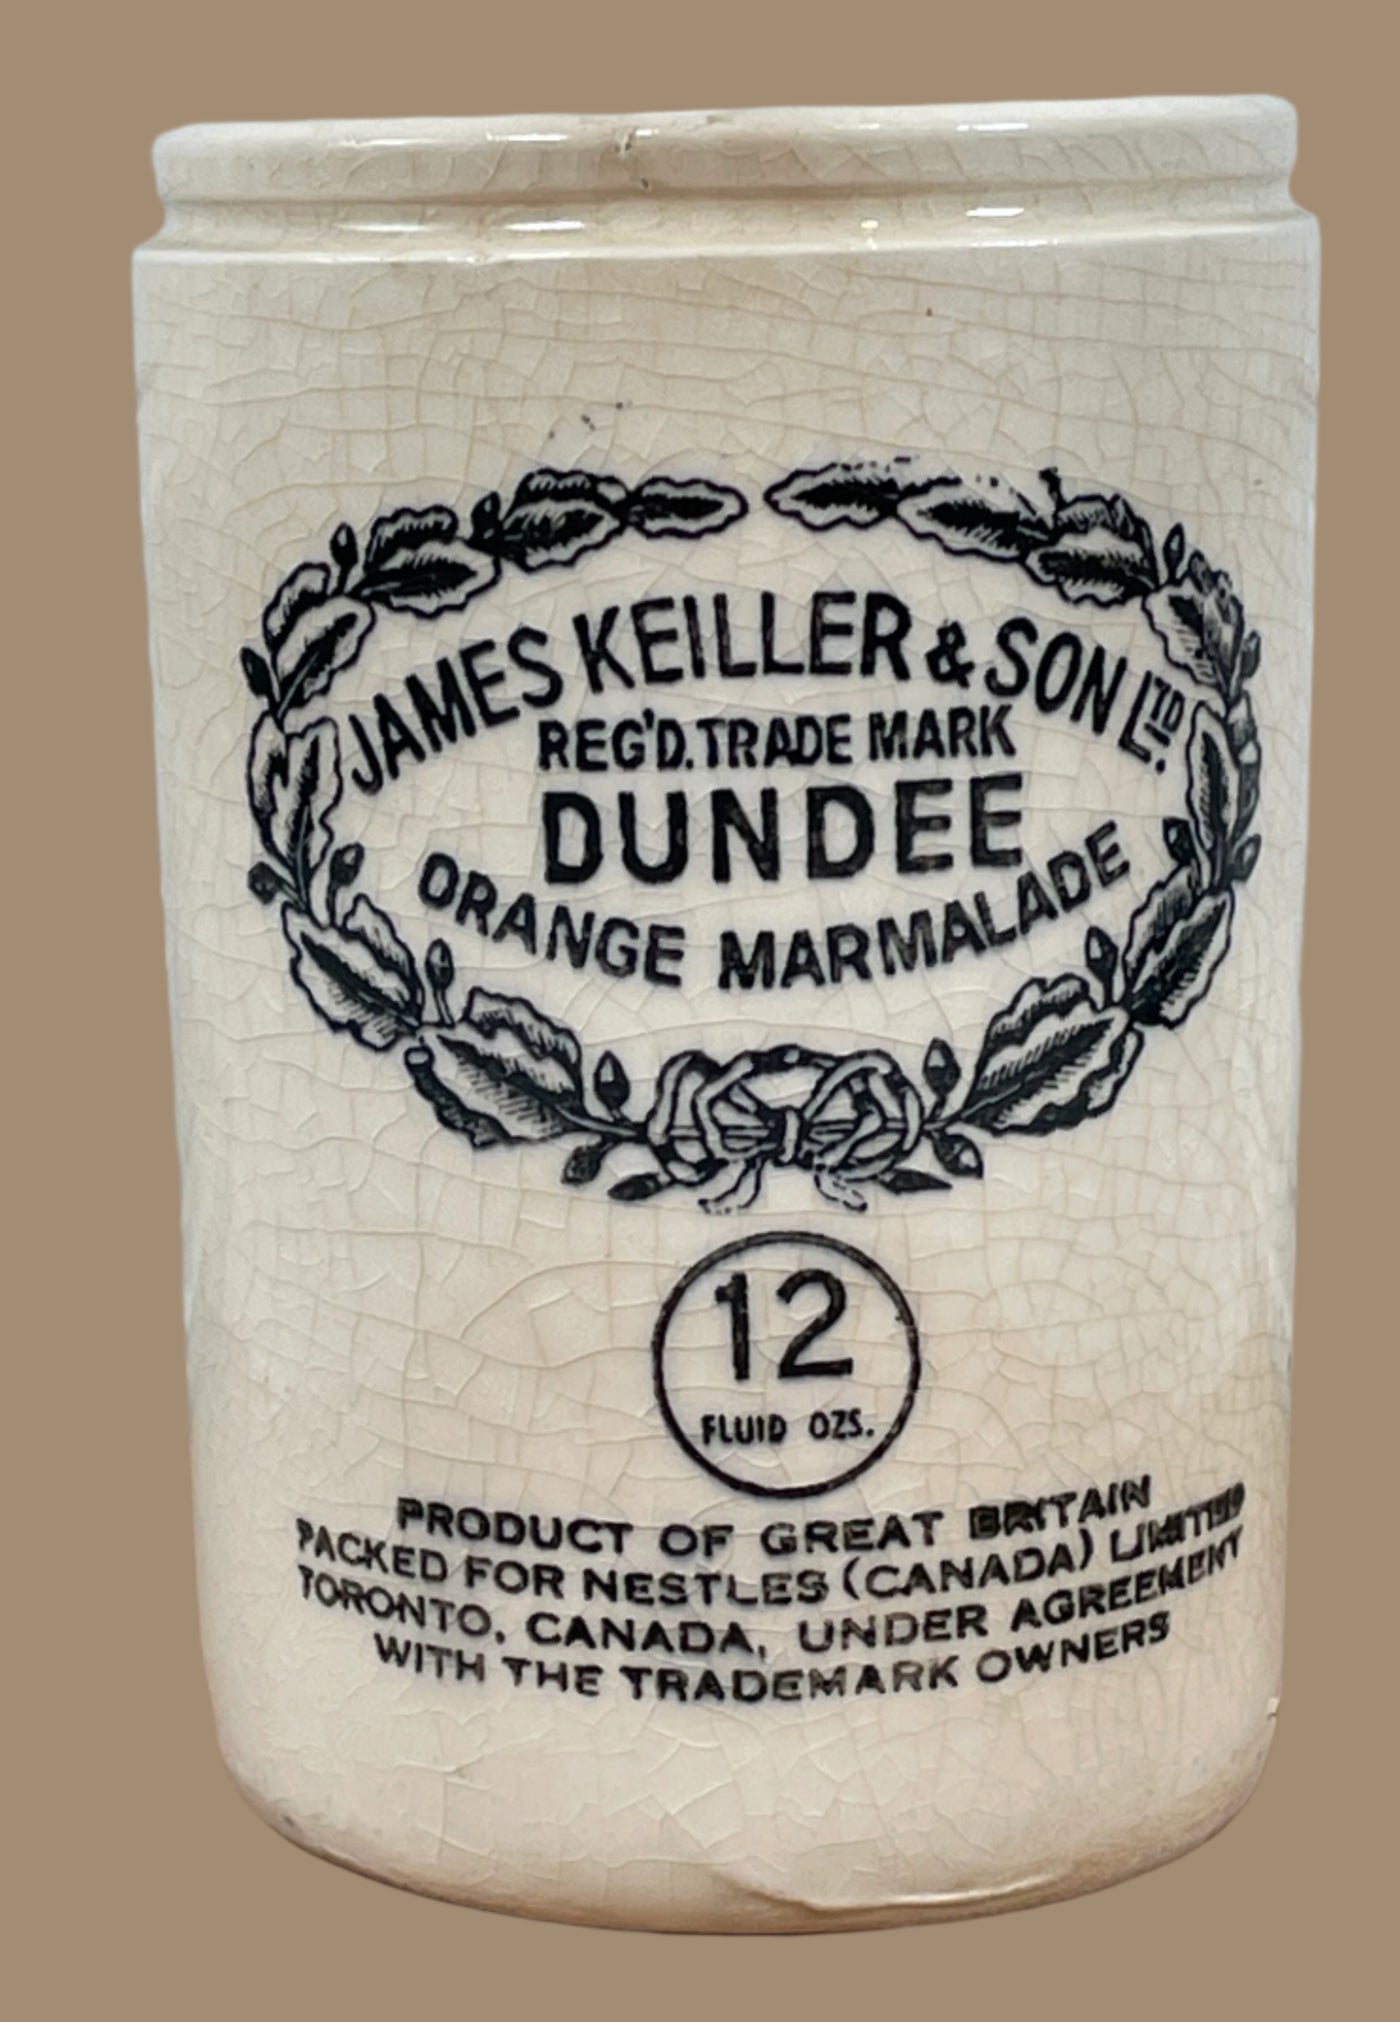 JAMES KEILLER & SON LTD.
REG'D. TRADE MARK
DUNDEE
ORANGE MARMALADE
12
FLUID OZS.
PRODUCT OF GREAT BRITAIN
PACKED FOR NESTLES (CANADA) LIMITED
TORONTO, CANADA, UNDER AGREEMENT
WITH THE TRADEMARK OWNERS